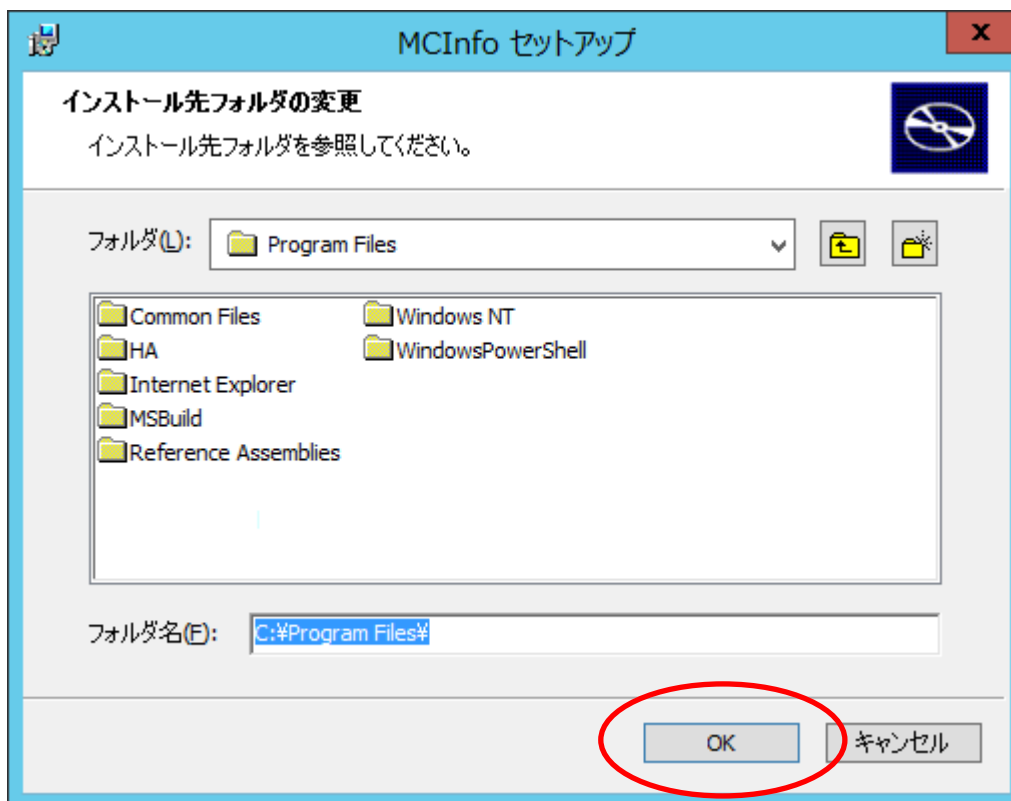 MCInfo セットアップ
x
インストール先フォルダの変更
インストール先フォルダを参照してください。
フォルダ(L): Program Files
Common Files Windows NT
HA WindowsPowerShell
Internet Explorer
MSBuild
Reference Assemblies
フォルダ名(F): C:¥Program Files¥
OK キャンセル